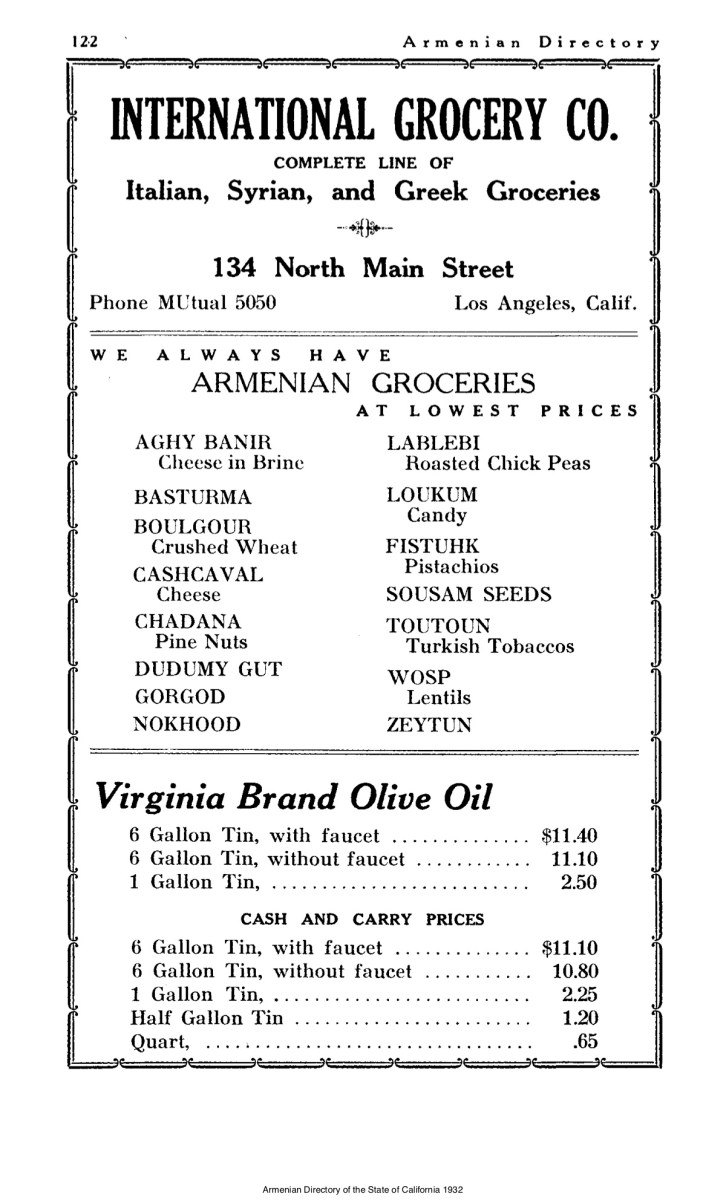 122
Armenian Directory
INTERNATIONAL GROCERY CO.
COMPLETE LINE OF
Italian, Syrian, and Greek Groceries
134 North Main Street
Phone MUtual 5050
Los Angeles, Calif.
WE ALWAYS HAVE
ARMENIAN GROCERIES
AT LOWEST PRICES
AGHY BANIR
Cheese in Brine
BASTURMA
BOULGOUR
Crushed Wheat
CASHCAVAL
Cheese
CHADANA
Pine Nuts
DUDUMY GUT
GORGOD
NOKHOOD
LABLEBI
Roasted Chick Peas
LOUKUM
Candy
FISTUHK
Pistachios
SOUSAM SEEDS
TOUTOUN
Turkish Tobaccos
WOSP
Lentils
ZEYTUN
Virginia Brand Olive Oil
6 Gallon Tin, with faucet .............. $11.40
6 Gallon Tin, without faucet ............ 11.10
1 Gallon Tin, .......................... 2.50
CASH AND CARRY PRICES
6 Gallon Tin, with faucet .............. $11.10
6 Gallon Tin, without faucet ........... 10.80
1 Gallon Tin, .......................... 2.25
Half Gallon Tin ........................ 1.20
Quart, ................................. .65
Armenian Directory of the State of California 1932